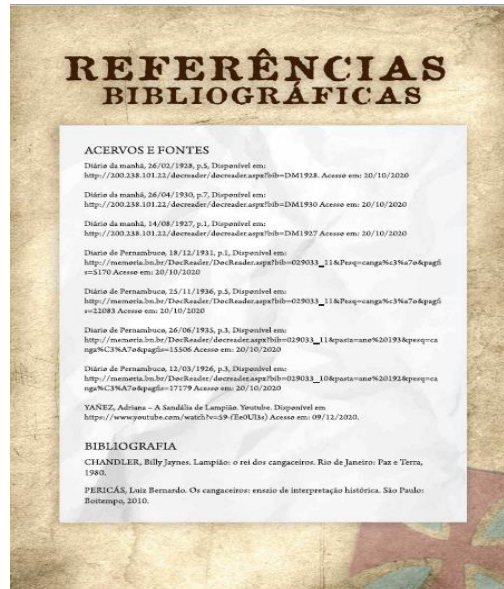 REFERÊNCIAS
BIBLIOGRÁFICAS
ACERVOS E FONTES
Diário da manhã, 26/02/1928, p.5, Disponível em:
http://200.238.101.22/docreader/docreader.aspx?bib=DM1928. Acesso em: 20/10/2020
Diário da manhã, 26/04/1930, p.7, Disponível em:
http://200.238.101.22/docreader/docreader.aspx?bib=DM1930 Acesso em: 20/10/2020
Diário da manhã, 14/08/1927, p.1, Disponível em:
http://200.238.101.22/docreader/docreader.aspx?bib=DM1927 Acesso em: 20/10/2020
Diario de Pernambuco, 18/12/1931, p.1, Disponível em:
http://memoria.bn.br/DocReader/DocReader.aspx?bib=029033_11&Pesq=canga%c3%a7o&pagfi
s=5170 Acesso em: 20/10/2020
Diario de Pernambuco, 25/11/1936, p.5, Disponível em:
http://memoria.bn.br/DocReader/DocReader.aspx?bib=029033_11&Pesq=canga%c3%a7o&pagfi
s=22083 Acesso em: 20/10/2020
Diario de Pernambuco, 26/06/1935, p.3, Disponível em:
http://memoria.bn.br/DocReader/docreader.aspx?bib=029033_11&pasta=ano%20193&pesq=ca
nga%C3%A7o&pagfis=15506 Acesso em: 20/10/2020
Diário de Pernambuco, 12/03/1926, p.3, Disponível em:
http://memoria.bn.br/DocReader/docreader.aspx?bib=029033_10&pasta=ano%20192&pesq=ca
nga%C3%A7o&pagfis=17179 Acesso em: 20/10/2020
YAÑEZ, Adriana – A Sandália de Lampião. Youtube. Disponível em
https://www.youtube.com/watch?v=S9-fEe0Ul3s) Acesso em: 09/12/2020.
BIBLIOGRAFIA
CHANDLER, Billy Jaynes. Lampião: o rei dos cangaceiros. Rio de Janeiro: Paz e Terra,
1980.
PERICÁS, Luiz Bernardo. Os cangaceiros: ensaio de interpretação histórica. São Paulo:
Boitempo, 2010.